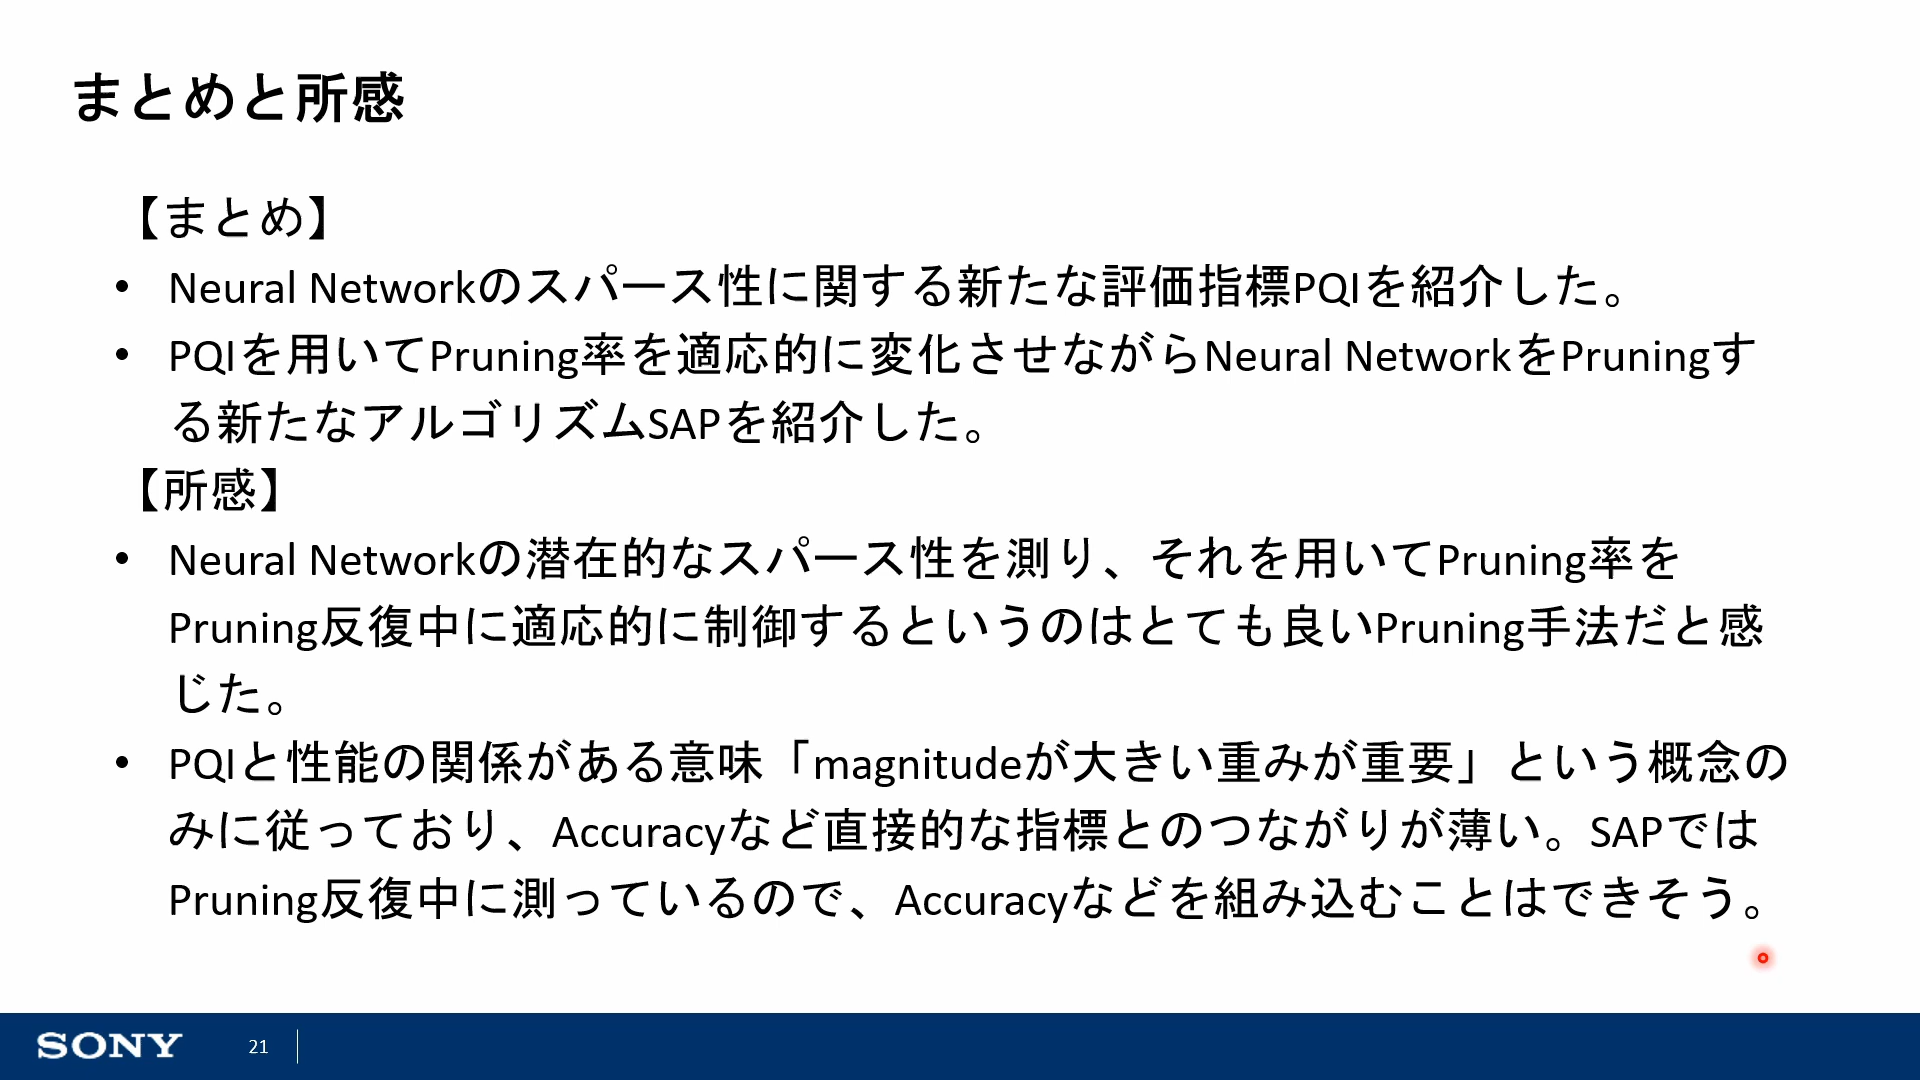 まとめと所感
【まとめ】
• Neural Networkのスパース性に関する新たな評価指標PQIを紹介した。
• PQIを用いてPruning率を適応的に変化させながらNeural NetworkをPruningす
る新たなアルゴリズムSAPを紹介した。
【所感】
• Neural Networkの潜在的なスパース性を測り、それを用いてPruning率を
Pruning反復中に適応的に制御するというのはとても良いPruning手法だと感
じた。
• PQIと性能の関係がある意味「magnitudeが大きい重みが重要」という概念の
みに従っており、Accuracyなど直接的な指標とのつながりが薄い。SAPでは
Pruning反復中に測っているので、Accuracyなどを組み込むことはできそう。
SONY 21